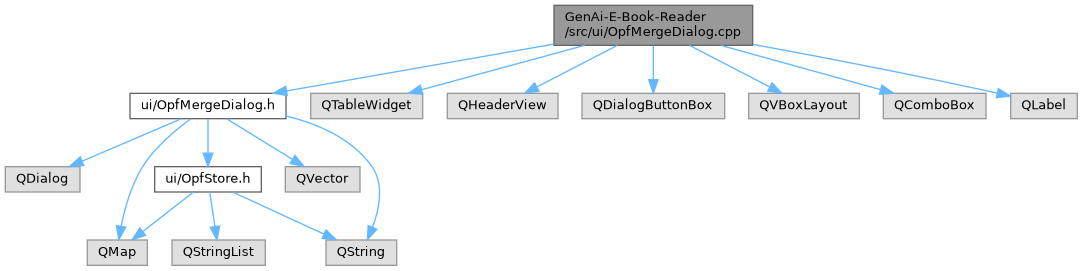 GenAi-E-Book-Reader
/src/ui/OpfMergeDialog.cpp
ui/OpfMergeDialog.h
QTableWidget
QHeaderView
QDialogButtonBox
QVBoxLayout
QComboBox
QLabel
QDialog
ui/OpfStore.h
QVector
QMap
QStringList
QString